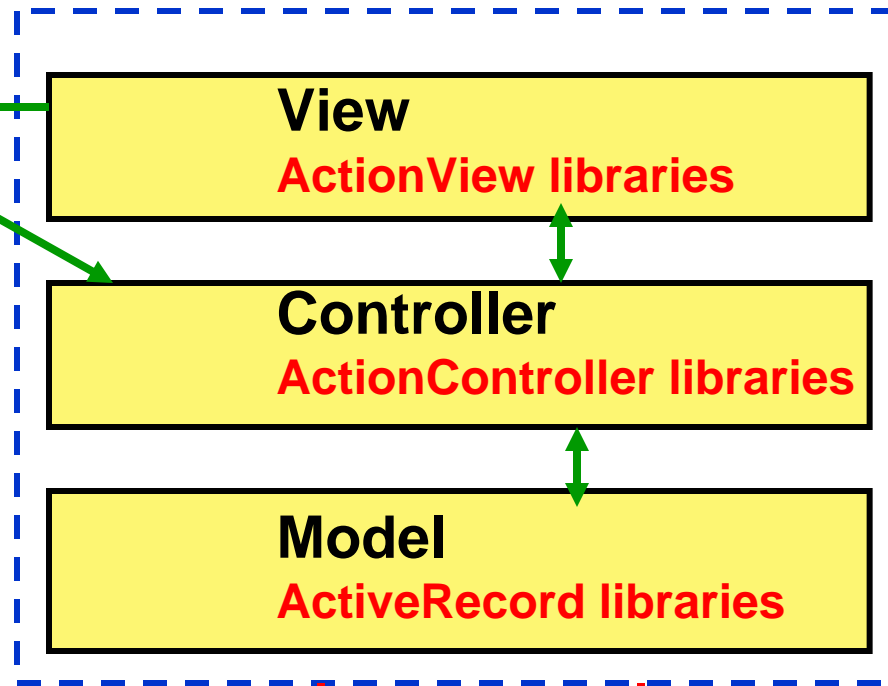 View
ActionView libraries
Controller
ActionController libraries
Model
ActiveRecord libraries